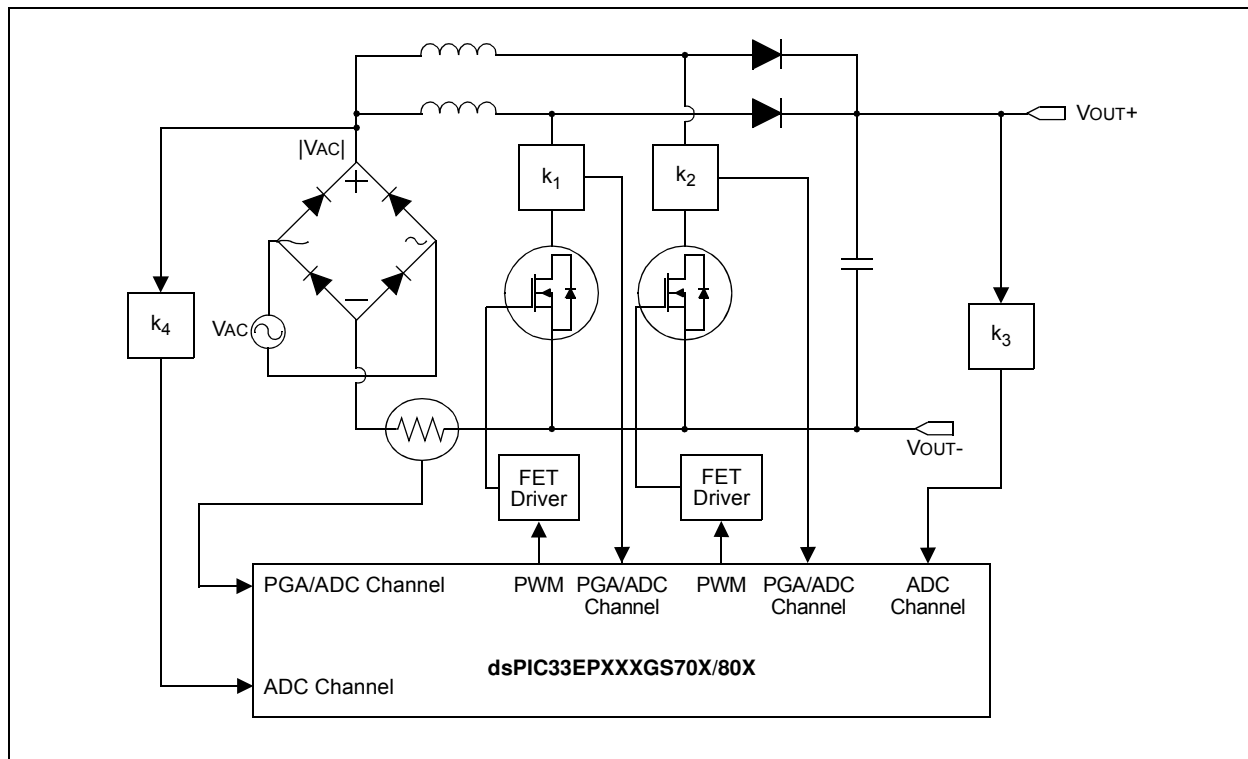 VOUT+
|VAC|
k1
k2
k4
VAC
k3
VOUT-
FET
Driver
FET
Driver
PGA/ADC Channel
PWM
PGA/ADC
Channel
PWM
PGA/ADC
Channel
ADC
Channel
dsPIC33EPXXXGS70X/80X
ADC Channel